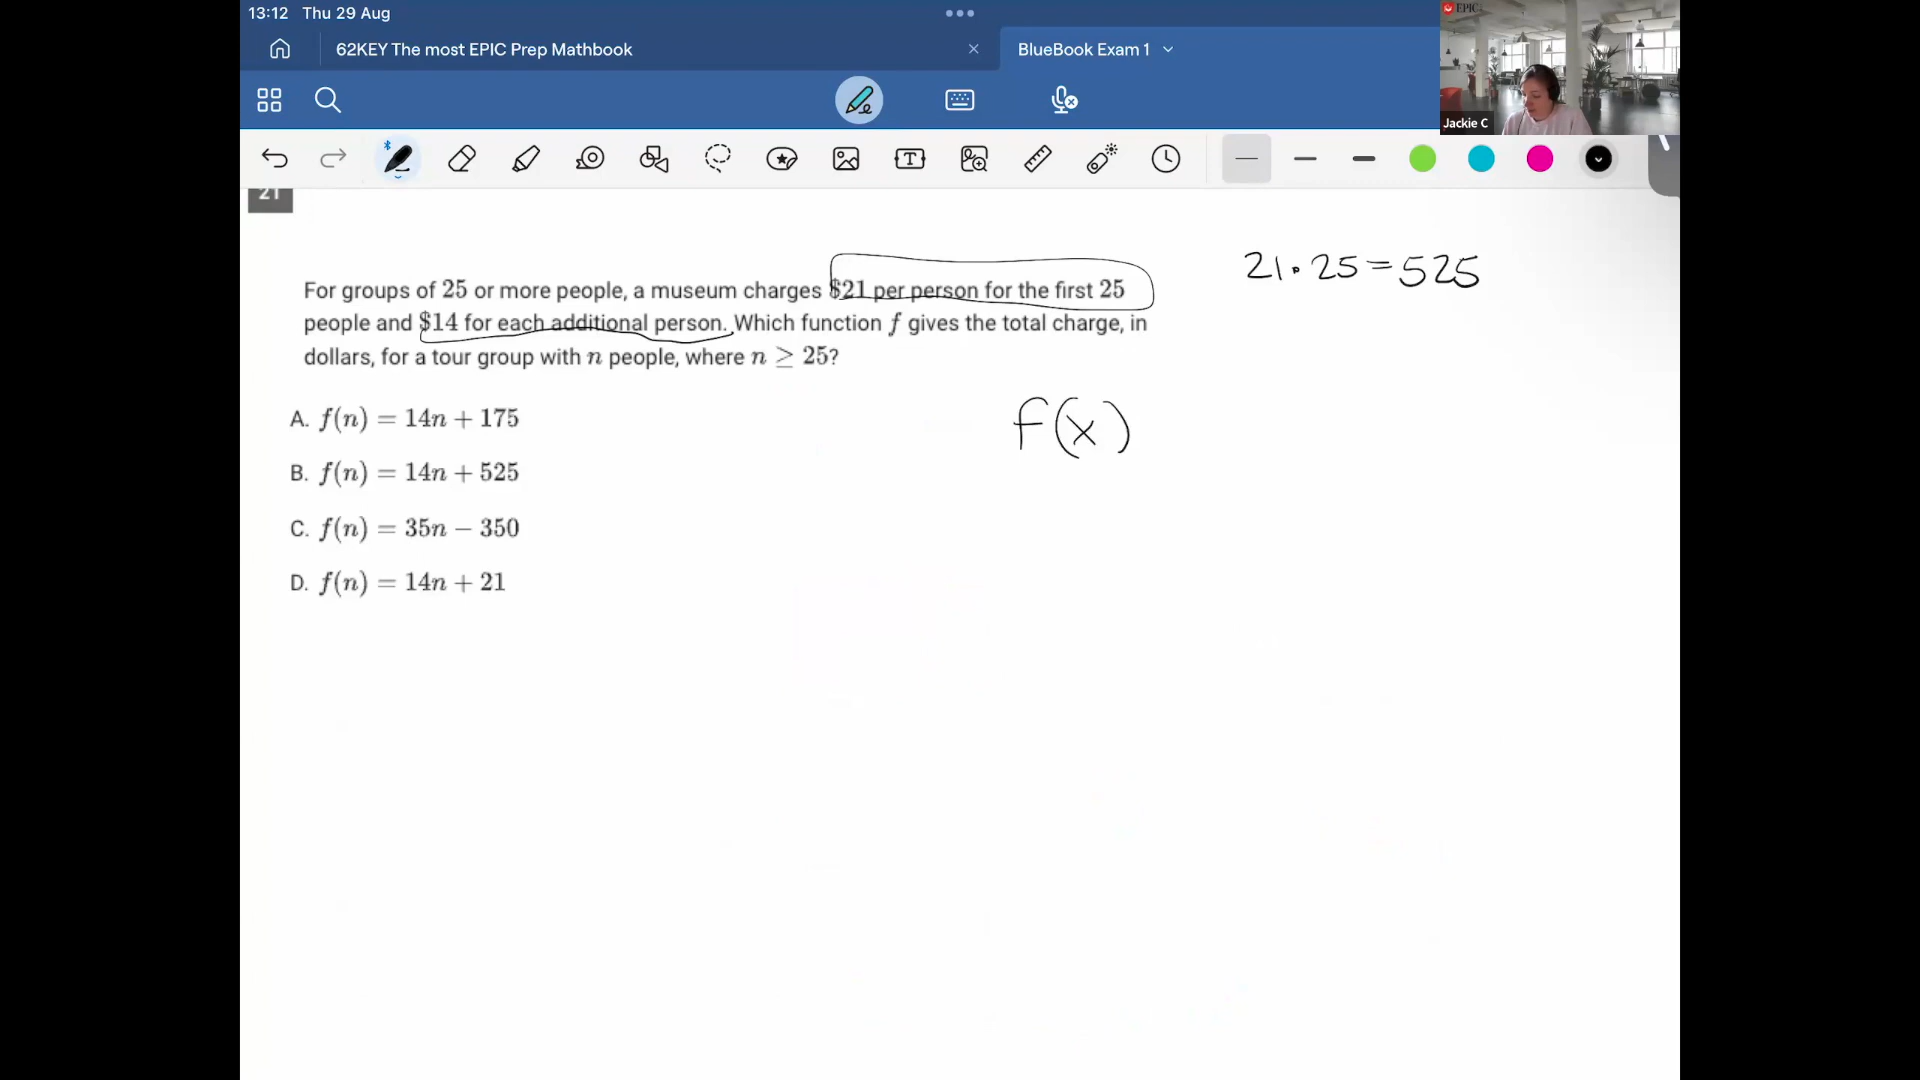 13:12 Thu 29 Aug
62KEY The most EPIC Prep Mathbook
BlueBook Exam 1
EPIC
Jackie C
21
For groups of 25 or more people, a museum charges $21 per person for the first 25
people and $14 for each additional person. Which function f gives the total charge, in
dollars, for a tour group with n people, where n ≥ 25?
21·25=525
f(x)
A. f(n) = 14n + 175
B. f(n) = 14n + 525
C. f(n) = 35n − 350
D. f(n) = 14n + 21